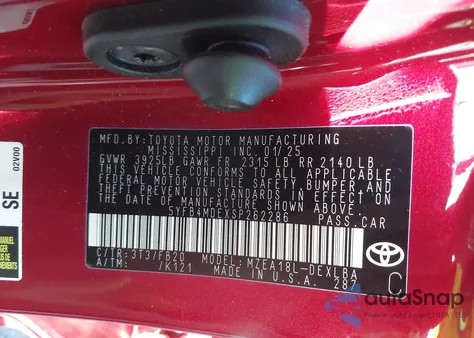 MFD.BY: TOYOTA MOTOR MANUFACTURING
MISSISSIPPI, INC. 01/25
GVWR 3925LB GAWR FR 2315 LB RR 2140 LB
THIS VEHICLE CONFORMS TO ALL APPLICABLE
FEDERAL MOTOR VEHICLE SAFETY, BUMPER, AND
THEFT PREVENTION STANDARDS IN EFFECT ON THE
DATE OF MANUFACTURE SHOWN ABOVE.
5YFB4MDEXSP262286 PASS.CAR
C/TR: 3T3/FB20 MODEL: MZEA18L-DEXLBA
A/TM: /K121 MADE IN U.S.A. 287
C
TOYOTA
02V00
SE
autoSnap